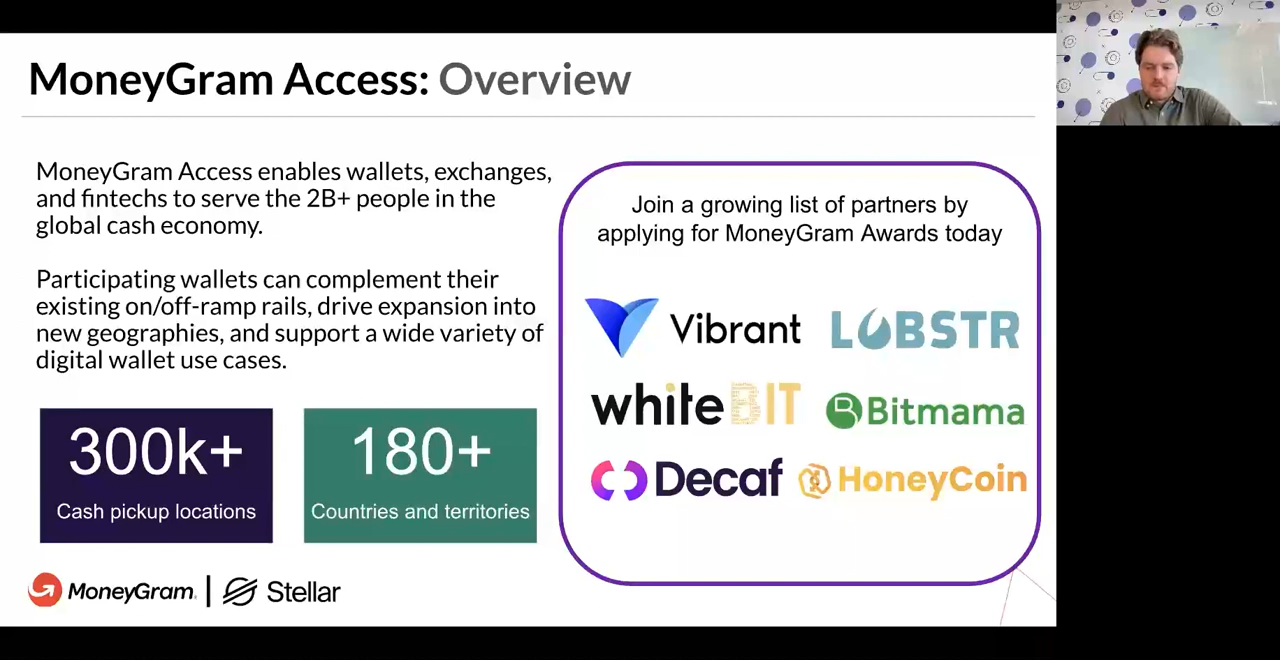 MoneyGram Access: Overview
MoneyGram Access enables wallets, exchanges,
and fintechs to serve the 2B+ people in the
global cash economy.
Participating wallets can complement their
existing on/off-ramp rails, drive expansion into
new geographies, and support a wide variety of
digital wallet use cases.
300k+
Cash pickup locations
180+
Countries and territories
Join a growing list of partners by
applying for MoneyGram Awards today
Vibrant
LOBSTR
whiteBIT
Bitmama
Decaf
HoneyCoin
MoneyGram
Stellar